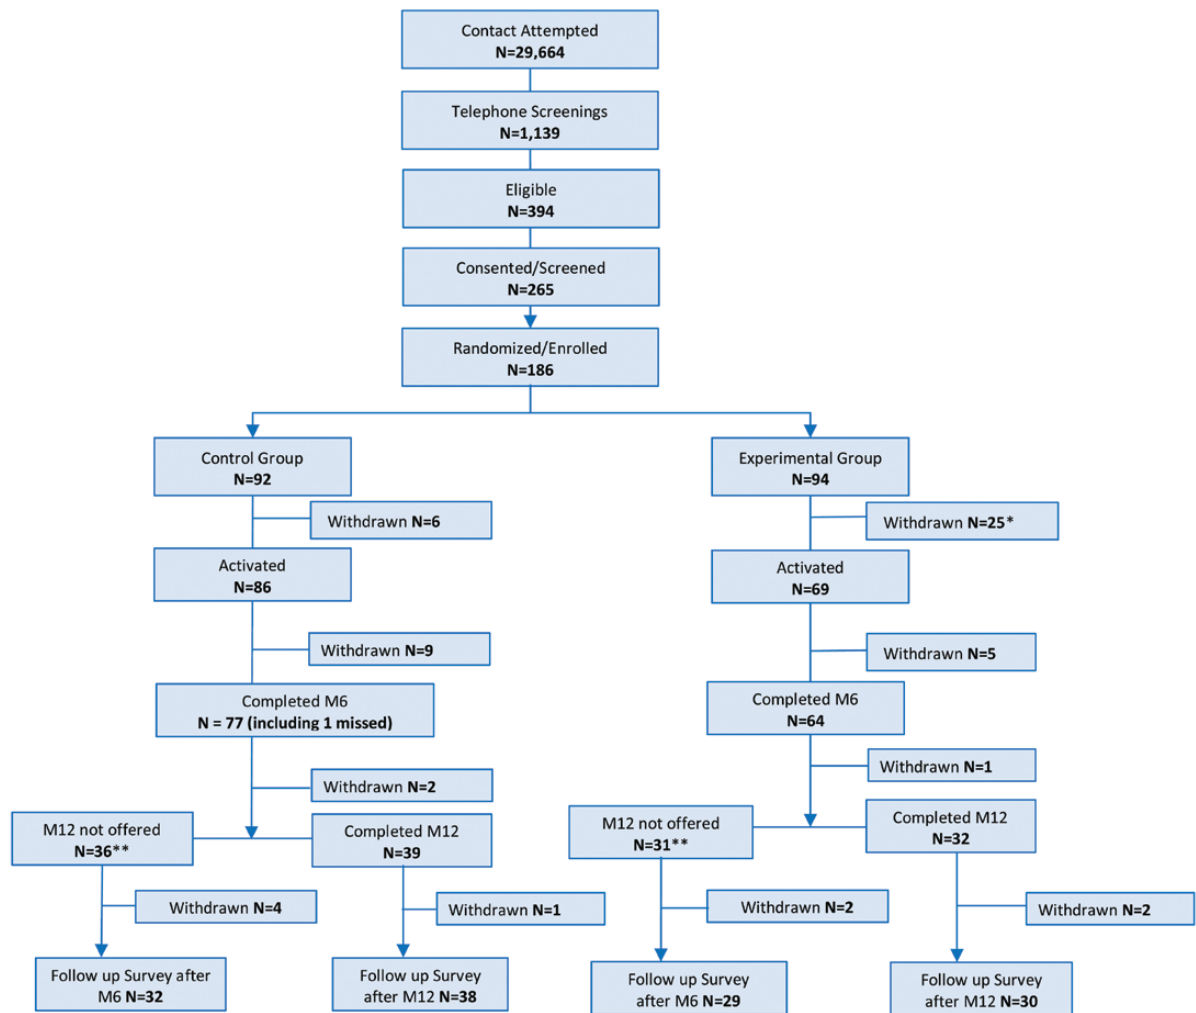 Contact Attempted
N=29,664
Telephone Screenings
N=1,139
Eligible
N=394
Consented/Screened
N=265
Randomized/Enrolled
N=186
Control Group
N=92
Experimental Group
N=94
Withdrawn N=6
Withdrawn N=25*
Activated
N=86
Activated
N=69
Withdrawn N=9
Withdrawn N=5
Completed M6
N = 77 (including 1 missed)
Completed M6
N=64
Withdrawn N=2
Withdrawn N=1
M12 not offered
N=36**
Completed M12
N=39
M12 not offered
N=31**
Completed M12
N=32
Withdrawn N=4
Withdrawn N=1
Withdrawn N=2
Withdrawn N=2
Follow up Survey after
M6 N=32
Follow up Survey
after M12 N=38
Follow up Survey
after M6 N=29
Follow up Survey
after M12 N=30